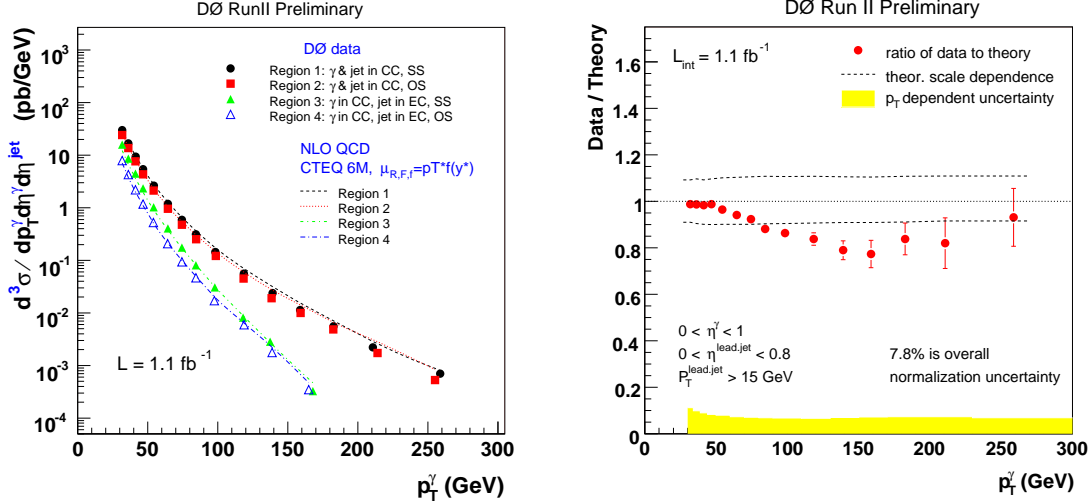 DØ RunII Preliminary
d³σ / dp_T^γ dη^γ dη^jet (pb/GeV)
10³
10²
10
1
10⁻¹
10⁻²
10⁻³
10⁻⁴
DØ data
Region 1: γ & jet in CC, SS
Region 2: γ & jet in CC, OS
Region 3: γ in CC, jet in EC, SS
Region 4: γ in CC, jet in EC, OS
NLO QCD
CTEQ 6M, μ_R,F,f=pT*f(y*)
Region 1
Region 2
Region 3
Region 4
L = 1.1 fb⁻¹
0 50 100 150 200 250 300
p_T^γ (GeV)
DØ Run II Preliminary
Data / Theory
1.6
1.4
1.2
1
0.8
0.6
0.4
0.2
0
L_int = 1.1 fb⁻¹
ratio of data to theory
theor. scale dependence
p_T dependent uncertainty
0 < η^γ < 1
0 < η^lead.jet < 0.8
P_T^lead.jet > 15 GeV
7.8% is overall
normalization uncertainty
0 50 100 150 200 250 300
p_T^γ (GeV)